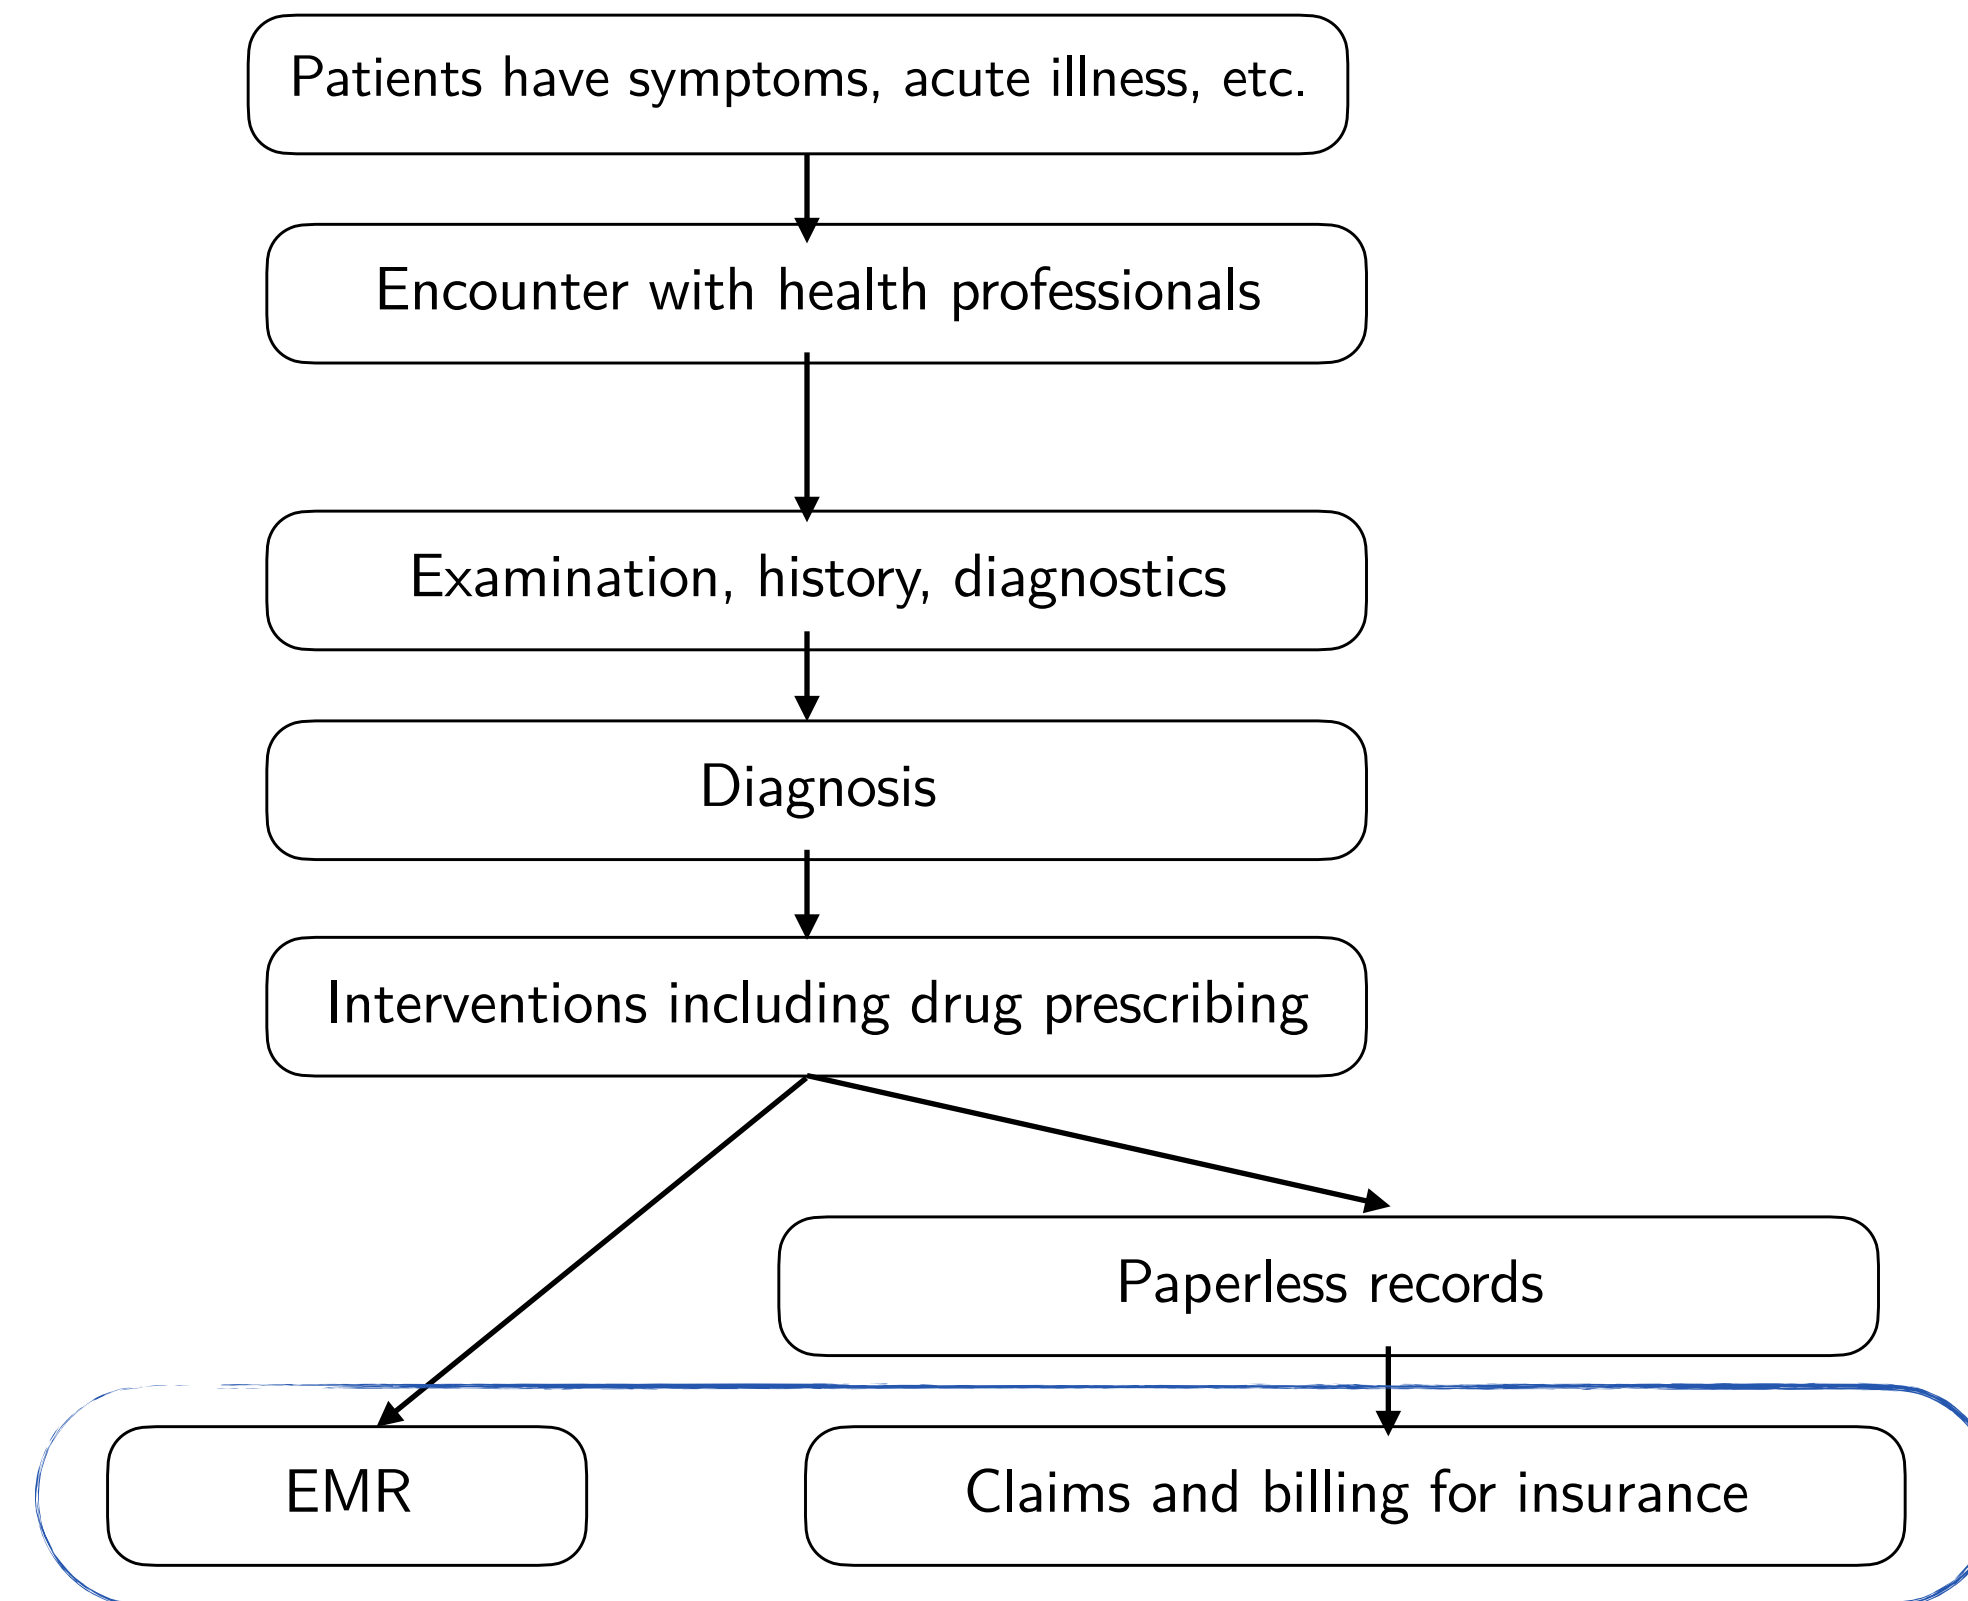 Patients have symptoms, acute illness, etc.
Encounter with health professionals
Examination, history, diagnostics
Diagnosis
Interventions including drug prescribing
Paperless records
EMR
Claims and billing for insurance